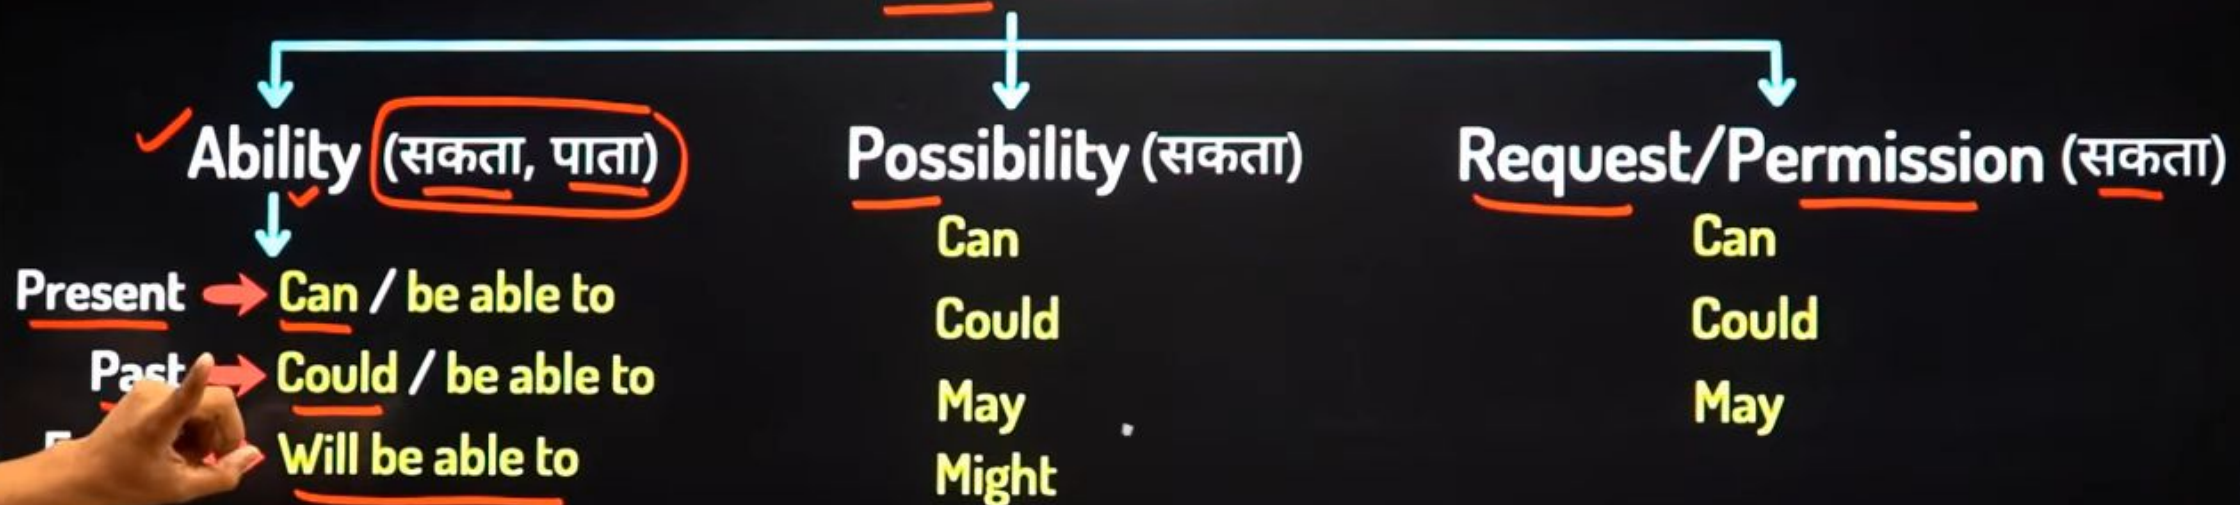 Ability (सकता, पाता)
Present Can / be able to
Past Could / be able to
Will be able to
Possibility (सकता)
Can
Could
May
Might
Request/Permission (सकता)
Can
Could
May